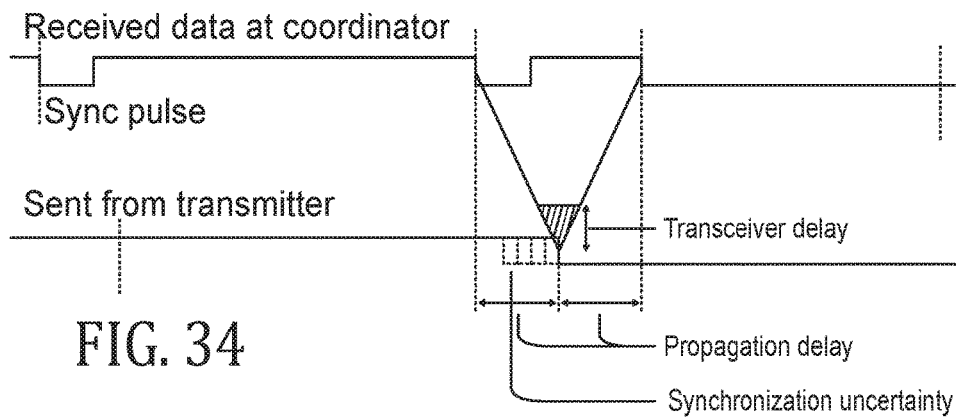 Received data at coordinator
Sync pulse
Sent from transmitter
Transceiver delay
FIG. 34
Propagation delay
Synchronization uncertainty